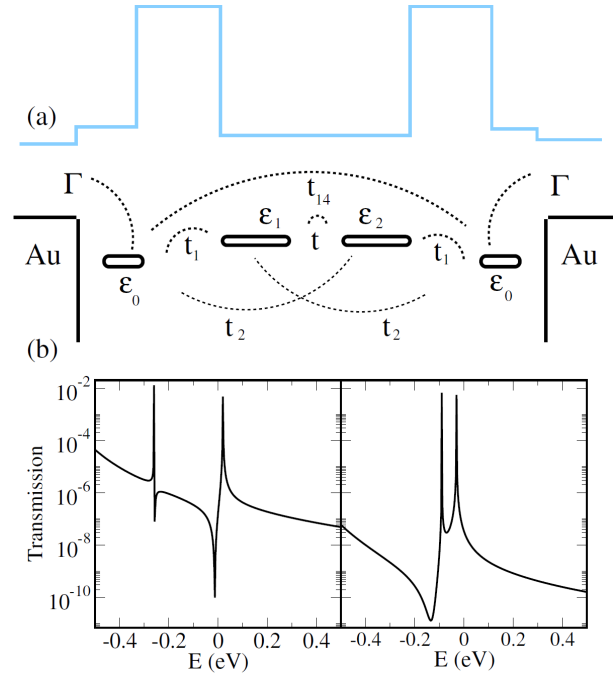 (a)
Γ t₁₄ Γ
ε₁ ε₂
Au t₁ t t₁ Au
ε₀ ε₀
t₂ t₂
(b)
10⁻²
10⁻⁴
10⁻⁶
10⁻⁸
10⁻¹⁰
Transmission
-0.4 -0.2 0 0.2 0.4 -0.4 -0.2 0 0.2 0.4
E (eV) E (eV)